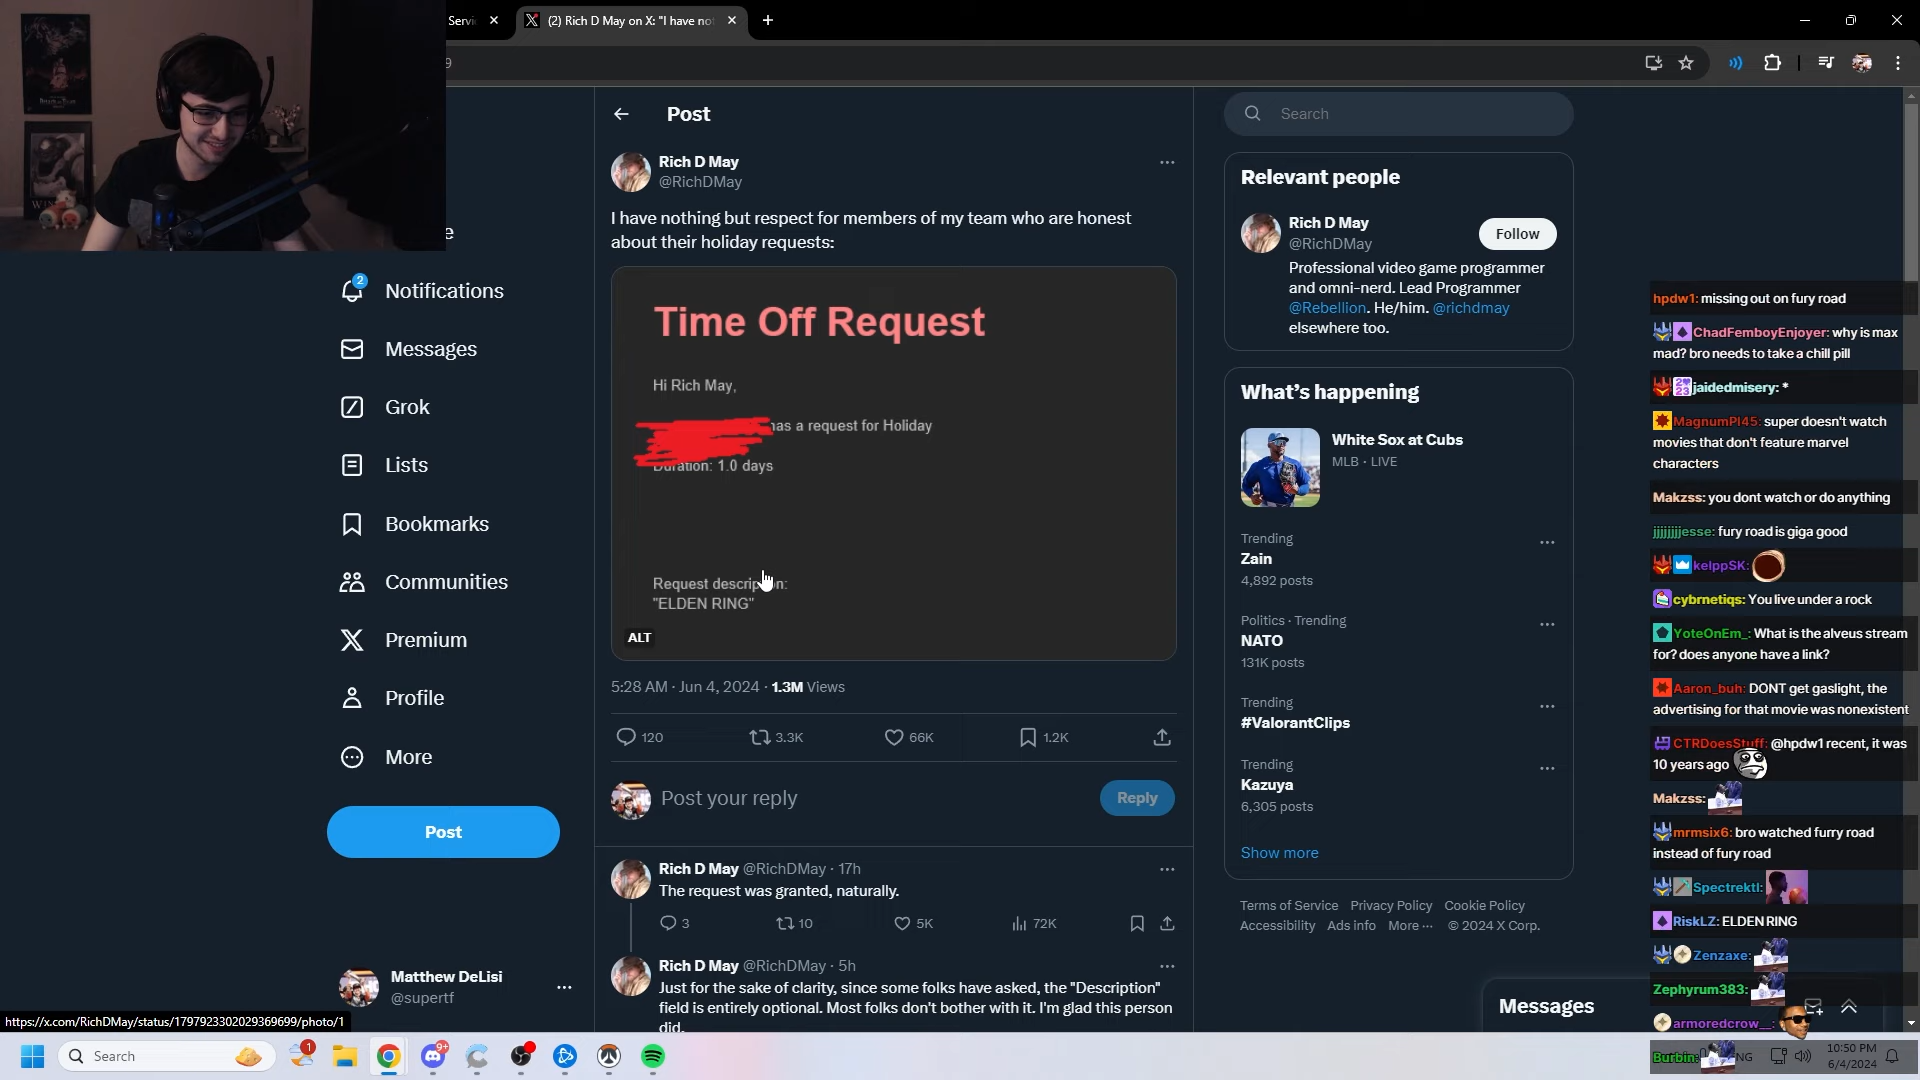 Servi
(2) Rich D May on X: "I have not
9
Post
Search
Rich D May
@RichDMay
I have nothing but respect for members of my team who are honest
about their holiday requests:
Time Off Request
Hi Rich May,
has a request for Holiday
Duration: 1.0 days
Request description:
"ELDEN RING"
ALT
5:28 AM · Jun 4, 2024 · 1.3M Views
120
3.3K
66K
1.2K
Post your reply
Reply
Rich D May @RichDMay · 17h
The request was granted, naturally.
3
10
5K
72K
Rich D May @RichDMay · 5h
Just for the sake of clarity, since some folks have asked, the "Description"
field is entirely optional. Most folks don't bother with it. I'm glad this person
did.
e
2
Notifications
Messages
Grok
Lists
Bookmarks
Communities
Premium
Profile
More
Post
Matthew DeLisi
@supertf
Relevant people
Rich D May
@RichDMay
Follow
Professional video game programmer
and omni-nerd. Lead Programmer
@Rebellion. He/him. @richdmay
elsewhere too.
What's happening
White Sox at Cubs
MLB · LIVE
Trending
Zain
4,892 posts
Politics · Trending
NATO
131K posts
Trending
#ValorantClips
Trending
Kazuya
6,305 posts
Show more
Terms of Service Privacy Policy Cookie Policy
Accessibility Ads info More ··· © 2024 X Corp.
Messages
hpdw1: missing out on fury road
ChadFemboyEnjoyer: why is max
mad? bro needs to take a chill pill
jaidedmisery: *
MagnumPI45: super doesn't watch
movies that don't feature marvel
characters
Makzss: you dont watch or do anything
jjjjjjjjesse: fury road is giga good
kelppSK:
cybrnetiqs: You live under a rock
YoteOnEm_: What is the alveus stream
for? does anyone have a link?
Aaron_buh: DONT get gaslight, the
advertising for that movie was nonexistent
CTRDoesStuff: @hpdw1 recent, it was
10 years ago
Makzss:
mrmsix6: bro watched furry road
instead of fury road
Spectrektl:
RiskLZ: ELDEN RING
Zenzaxe:
Zephyrum383:
armoredcrow__:
Burbin
https://x.com/RichDMay/status/1797923302029369699/photo/1
Search
1
9+
NG
10:50 PM
6/4/2024